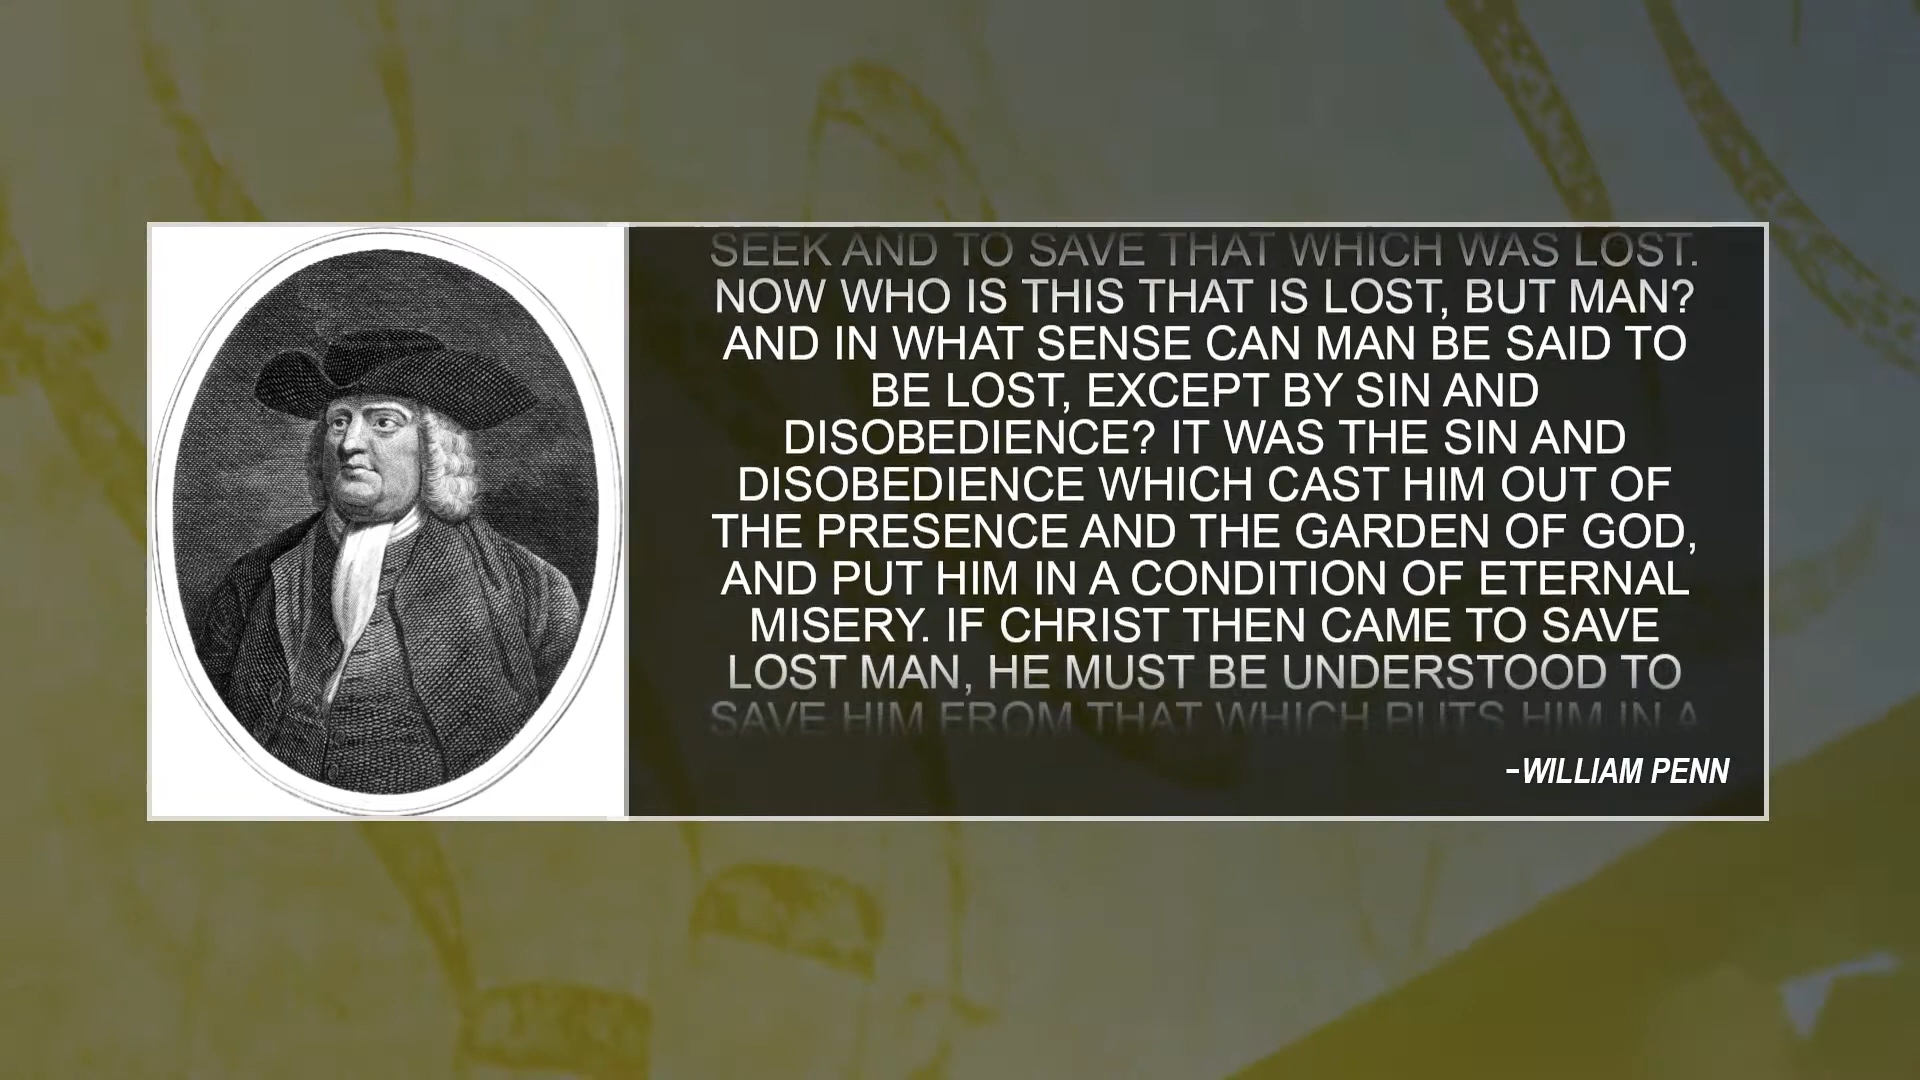 SEEK AND TO SAVE THAT WHICH WAS LOST.
NOW WHO IS THIS THAT IS LOST, BUT MAN?
AND IN WHAT SENSE CAN MAN BE SAID TO
BE LOST, EXCEPT BY SIN AND
DISOBEDIENCE? IT WAS THE SIN AND
DISOBEDIENCE WHICH CAST HIM OUT OF
THE PRESENCE AND THE GARDEN OF GOD,
AND PUT HIM IN A CONDITION OF ETERNAL
MISERY. IF CHRIST THEN CAME TO SAVE
LOST MAN, HE MUST BE UNDERSTOOD TO
SAVE HIM FROM THAT WHICH PUTS HIM IN A
-WILLIAM PENN